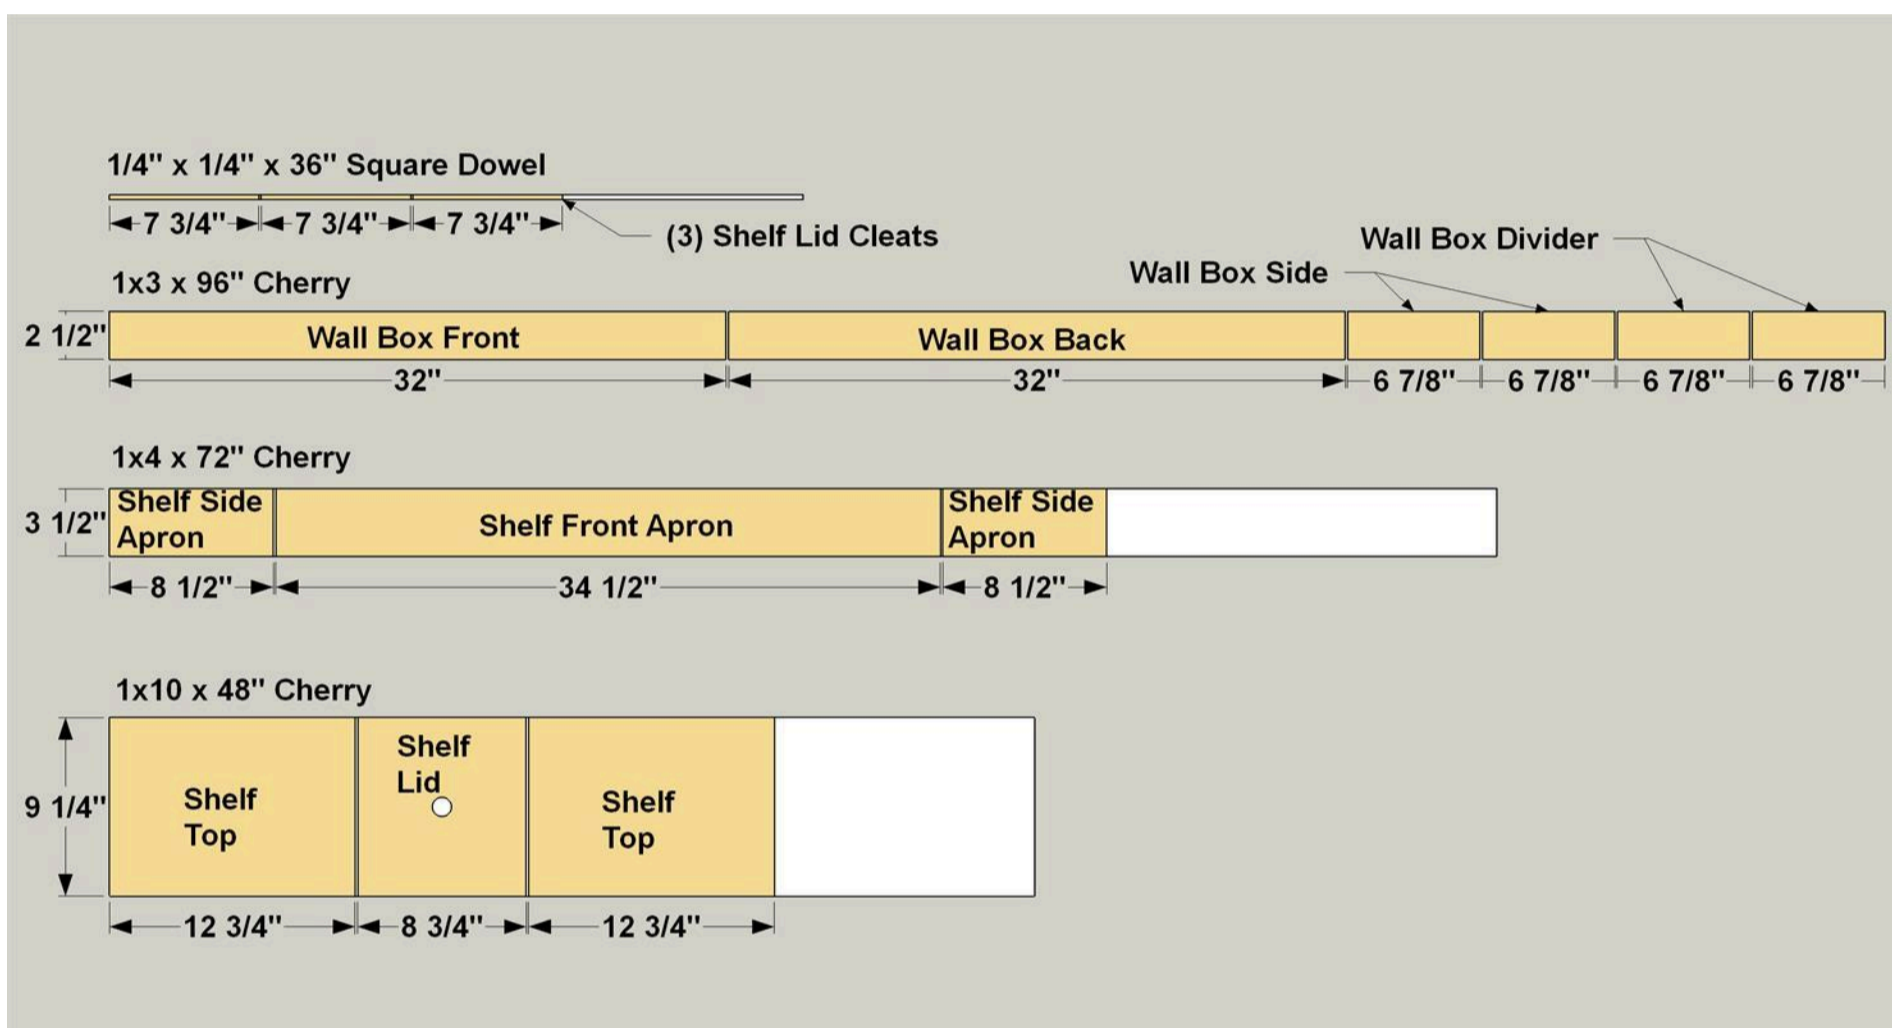 1/4" x 1/4" x 36" Square Dowel
7 3/4" 7 3/4" 7 3/4"
(3) Shelf Lid Cleats
Wall Box Divider
Wall Box Side
1x3 x 96" Cherry
2 1/2"
Wall Box Front
Wall Box Back
32" 32" 6 7/8" 6 7/8" 6 7/8" 6 7/8"
1x4 x 72" Cherry
3 1/2"
Shelf Side
Apron
Shelf Front Apron
Shelf Side
Apron
8 1/2" 34 1/2" 8 1/2"
1x10 x 48" Cherry
9 1/4"
Shelf
Top
Shelf
Lid
Shelf
Top
12 3/4" 8 3/4" 12 3/4"